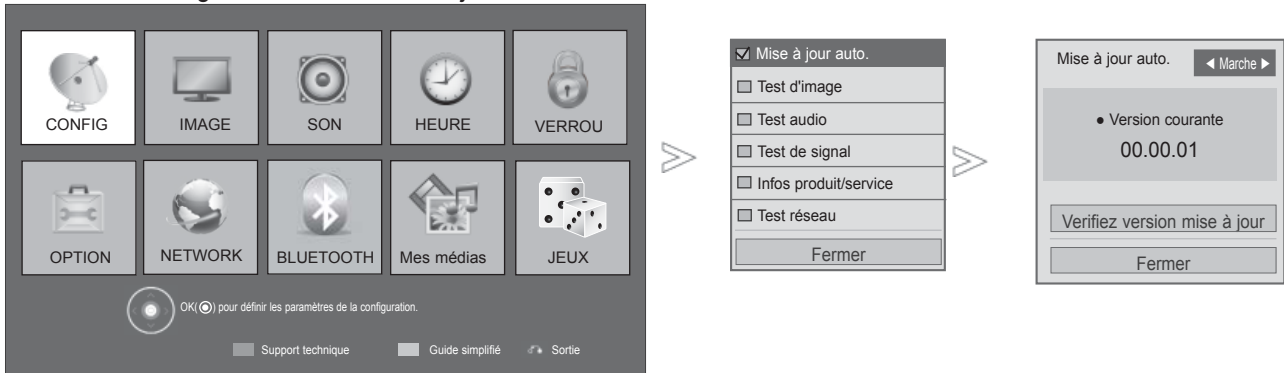 CONFIG
IMAGE
SON
HEURE
VERROU
OPTION
NETWORK
BLUETOOTH
Mes médias
JEUX
OK(◉) pour définir les paramètres de la configuration.
Support technique
Guide simplifié
Sortie
Mise à jour auto.
Test d'image
Test audio
Test de signal
Infos produit/service
Test réseau
Fermer
Mise à jour auto.
◀ Marche ▶
● Version courante
00.00.01
Verifiez version mise à jour
Fermer